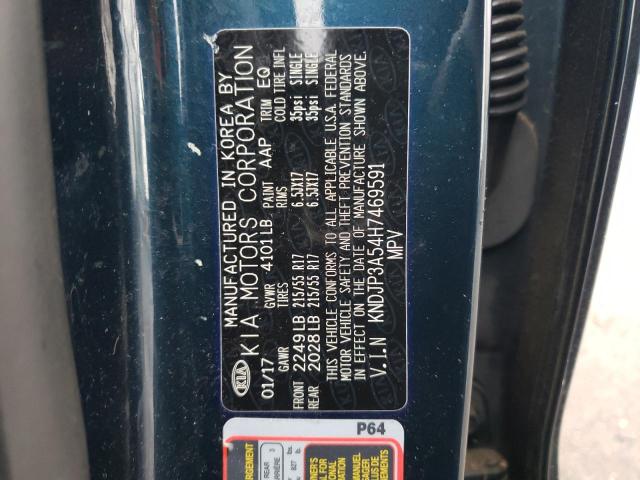 KIA
MANUFACTURED IN KOREA BY
KIA MOTORS CORPORATION
01/17 GVWR 4101LB PAINT AAP TRIM EQ
GAWR TIRES RIMS COLD TIRE INFL
FRONT 2249LB 215/55 R17 6.5JX17 35psi SINGLE
REAR 2028LB 215/55 R17 6.5JX17 35psi SINGLE
THIS VEHICLE CONFORMS TO ALL APPLICABLE U.S.A. FEDERAL
MOTOR VEHICLE SAFETY AND THEFT PREVENTION STANDARDS
IN EFFECT ON THE DATE OF MANUFACTURE SHOWN ABOVE.
V.I.N KNDJP3A54H7469591
MPV
P64
REAR 3